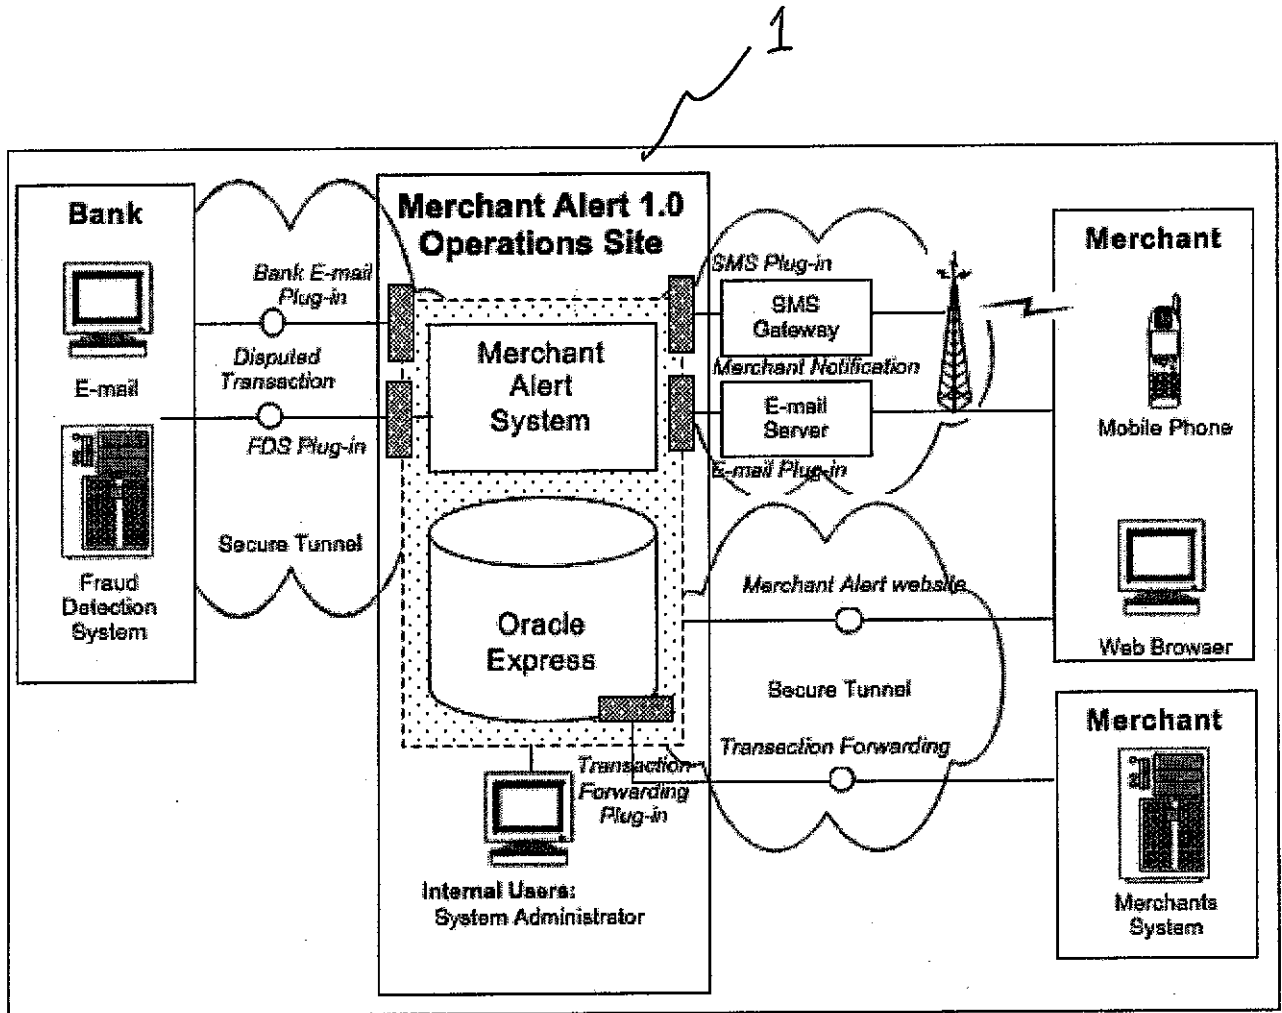 1
Bank
E-mail
Fraud
Detection
System
Bank E-mail
Plug-in
Disputed
Transaction
FDS Plug-in
Secure Tunnel
Merchant Alert 1.0
Operations Site
Merchant
Alert
System
Oracle
Express
Transaction
Forwarding
Plug-in
Internal Users:
System Administrator
SMS Plug-in
SMS
Gateway
Merchant Notification
E-mail
Server
E-mail Plug-in
Merchant Alert website
Secure Tunnel
Transaction Forwarding
Merchant
Mobile Phone
Web Browser
Merchant
Merchants
System